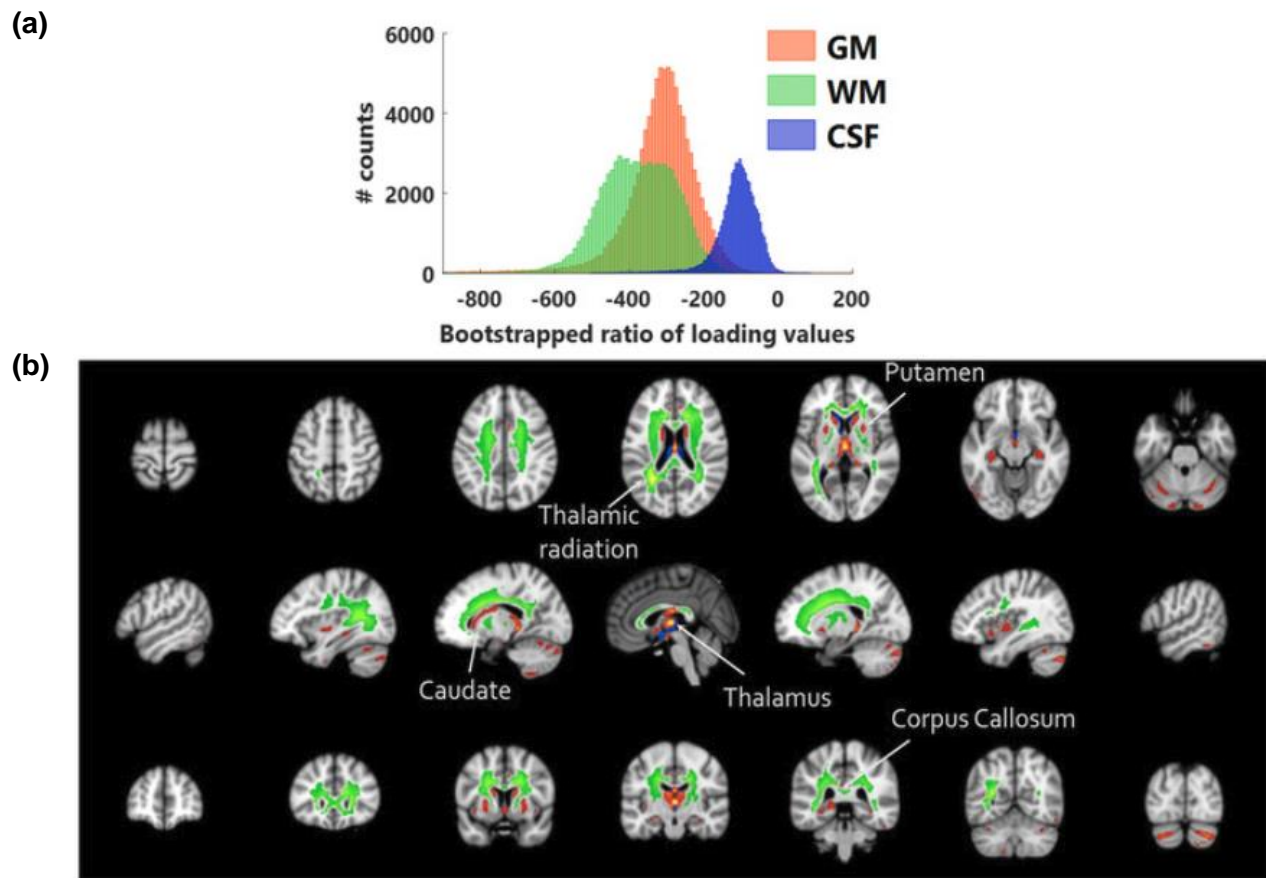 (a)
6000
4000
2000
0
# counts
GM
WM
CSF
-800 -600 -400 -200 0 200
Bootstrapped ratio of loading values
(b)
Putamen
Thalamic
radiation
Caudate
Thalamus
Corpus Callosum